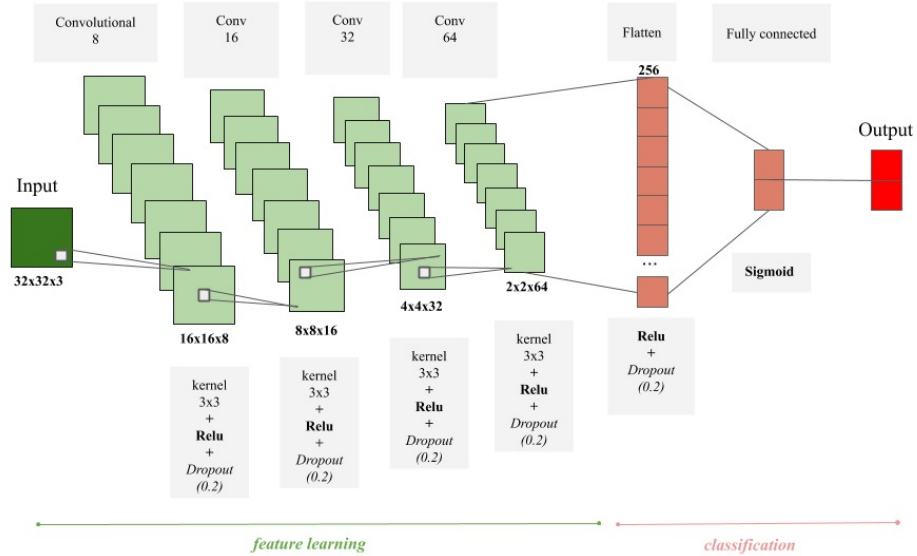 Convolutional
8
Conv
16
Conv
32
Conv
64
Flatten
Fully connected
256
Input
Output
32x32x3
16x16x8
8x8x16
4x4x32
2x2x64
...
Sigmoid
kernel
3x3
+
Relu
+
Dropout
(0.2)
kernel
3x3
+
Relu
+
Dropout
(0.2)
kernel
3x3
+
Relu
+
Dropout
(0.2)
kernel
3x3
+
Relu
+
Dropout
(0.2)
Relu
+
Dropout
(0.2)
feature learning
classification